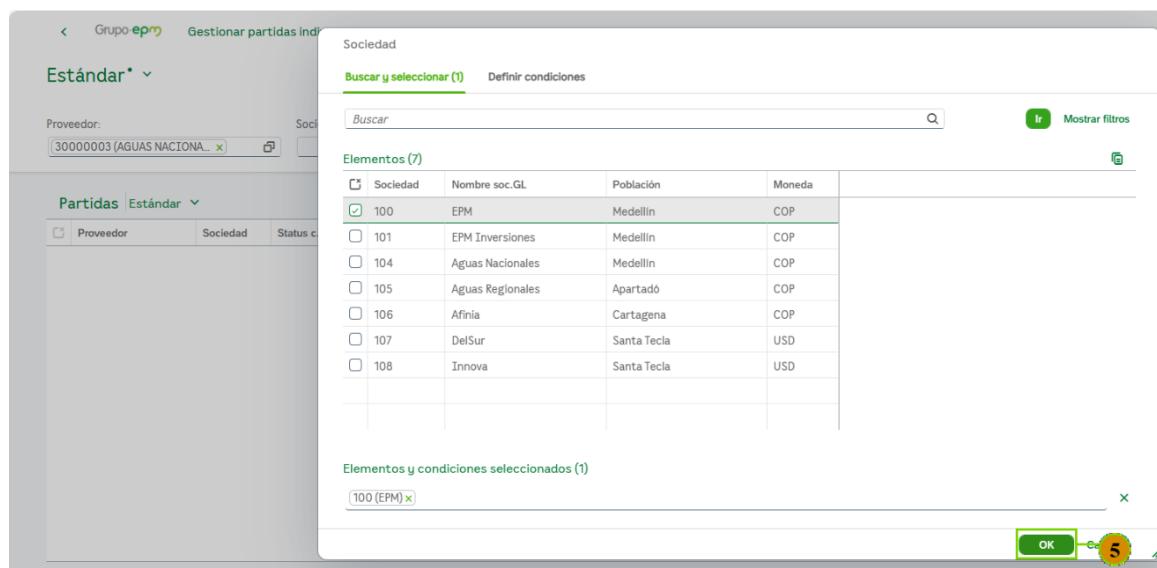 Grupo·epm Gestionar partidas indi
Estándar*
Proveedor: Soci
30000003 (AGUAS NACIONA...
Partidas Estándar
Proveedor Sociedad Status c.
Sociedad
Buscar y seleccionar (1) Definir condiciones
Buscar Ir Mostrar filtros
Elementos (7)
Sociedad Nombre soc.GL Población Moneda
100 EPM Medellín COP
101 EPM Inversiones Medellín COP
104 Aguas Nacionales Medellín COP
105 Aguas Regionales Apartadó COP
106 Afinia Cartagena COP
107 DelSur Santa Tecla USD
108 Innova Santa Tecla USD
Elementos y condiciones seleccionados (1)
100 (EPM)
OK 5